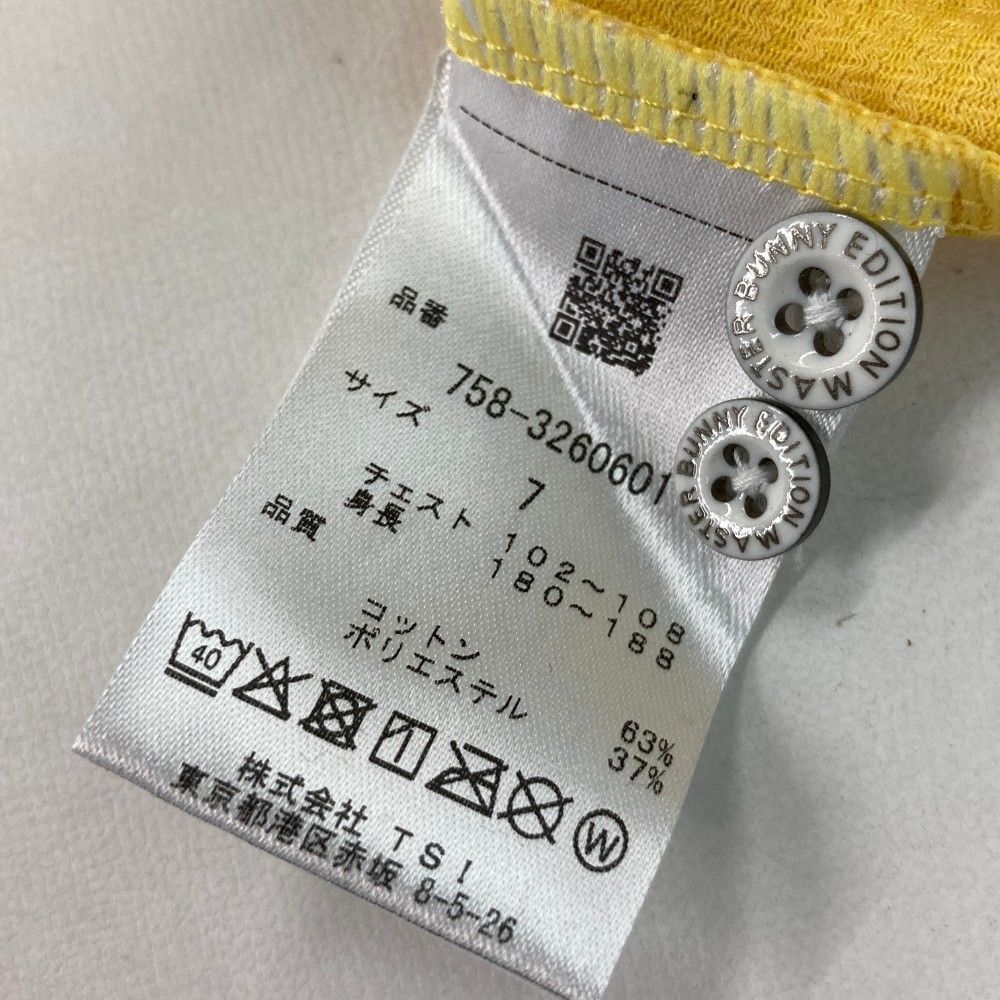 品番
758-3260601
サイズ
7
チェスト 102～108
身長 180～188
品質
コットン 63%
ポリエステル 37%
40
W
株式会社 TSI
東京都港区赤坂 8-5-26
MASTER BUNNY EDITION
MASTER BUNNY EDITION